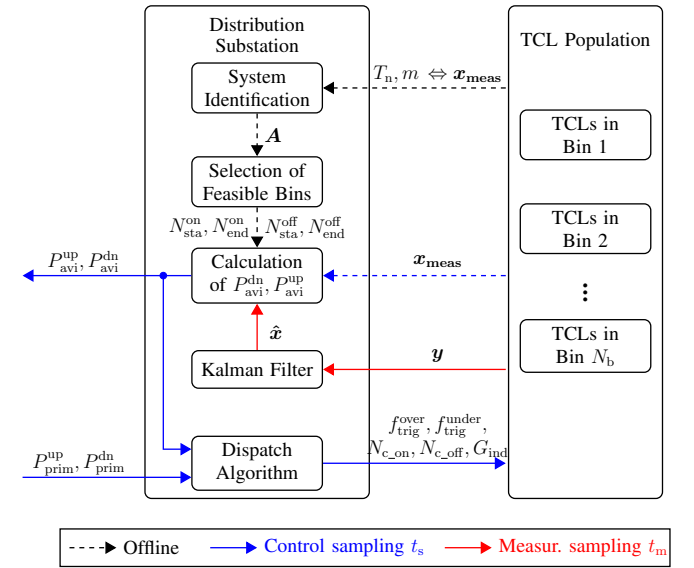 Distribution
Substation
TCL Population
System
Identification
T_n, m ⇔ x_meas
A
TCLs in
Bin 1
Selection of
Feasible Bins
N_sta^on, N_end^on N_sta^off, N_end^off
TCLs in
Bin 2
P_avi^up, P_avi^dn
Calculation
of P_avi^dn, P_avi^up
x_meas
⋮
x̂
TCLs in
Bin N_b
Kalman Filter
y
f_trig^over, f_trig^under,
N_c_on, N_c_off, G_ind
P_prim^up, P_prim^dn
Dispatch
Algorithm
Offline
Control sampling t_s
Measur. sampling t_m